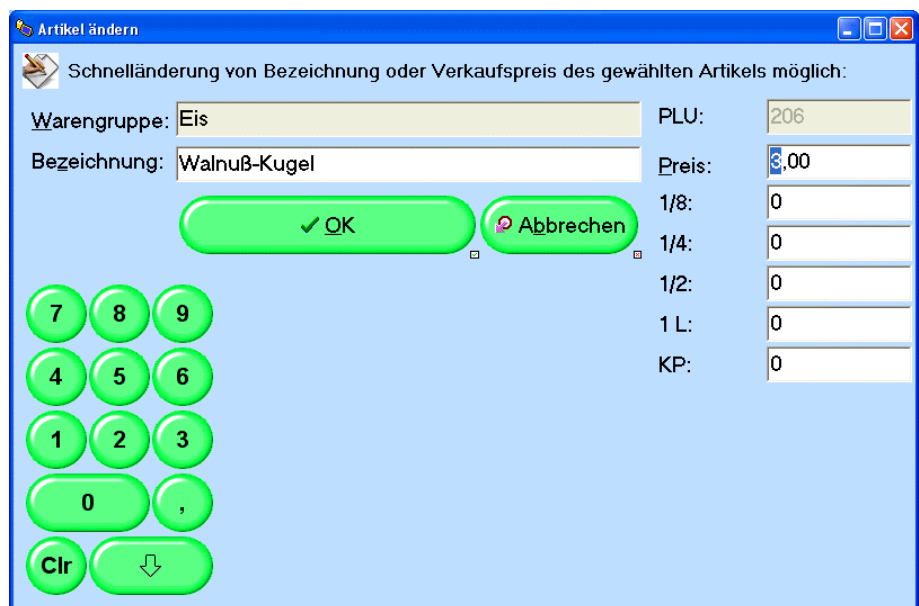 Artikel ändern
Schnelländerung von Bezeichnung oder Verkaufspreis des gewählten Artikels möglich:
Warengruppe: Eis
PLU: 206
Bezeichnung: Walnuß-Kugel
Preis: 3,00
1/8: 0
OK Abbrechen
1/4: 0
1/2: 0
1 L: 0
KP: 0
7 8 9
4 5 6
1 2 3
0 ,
Clr